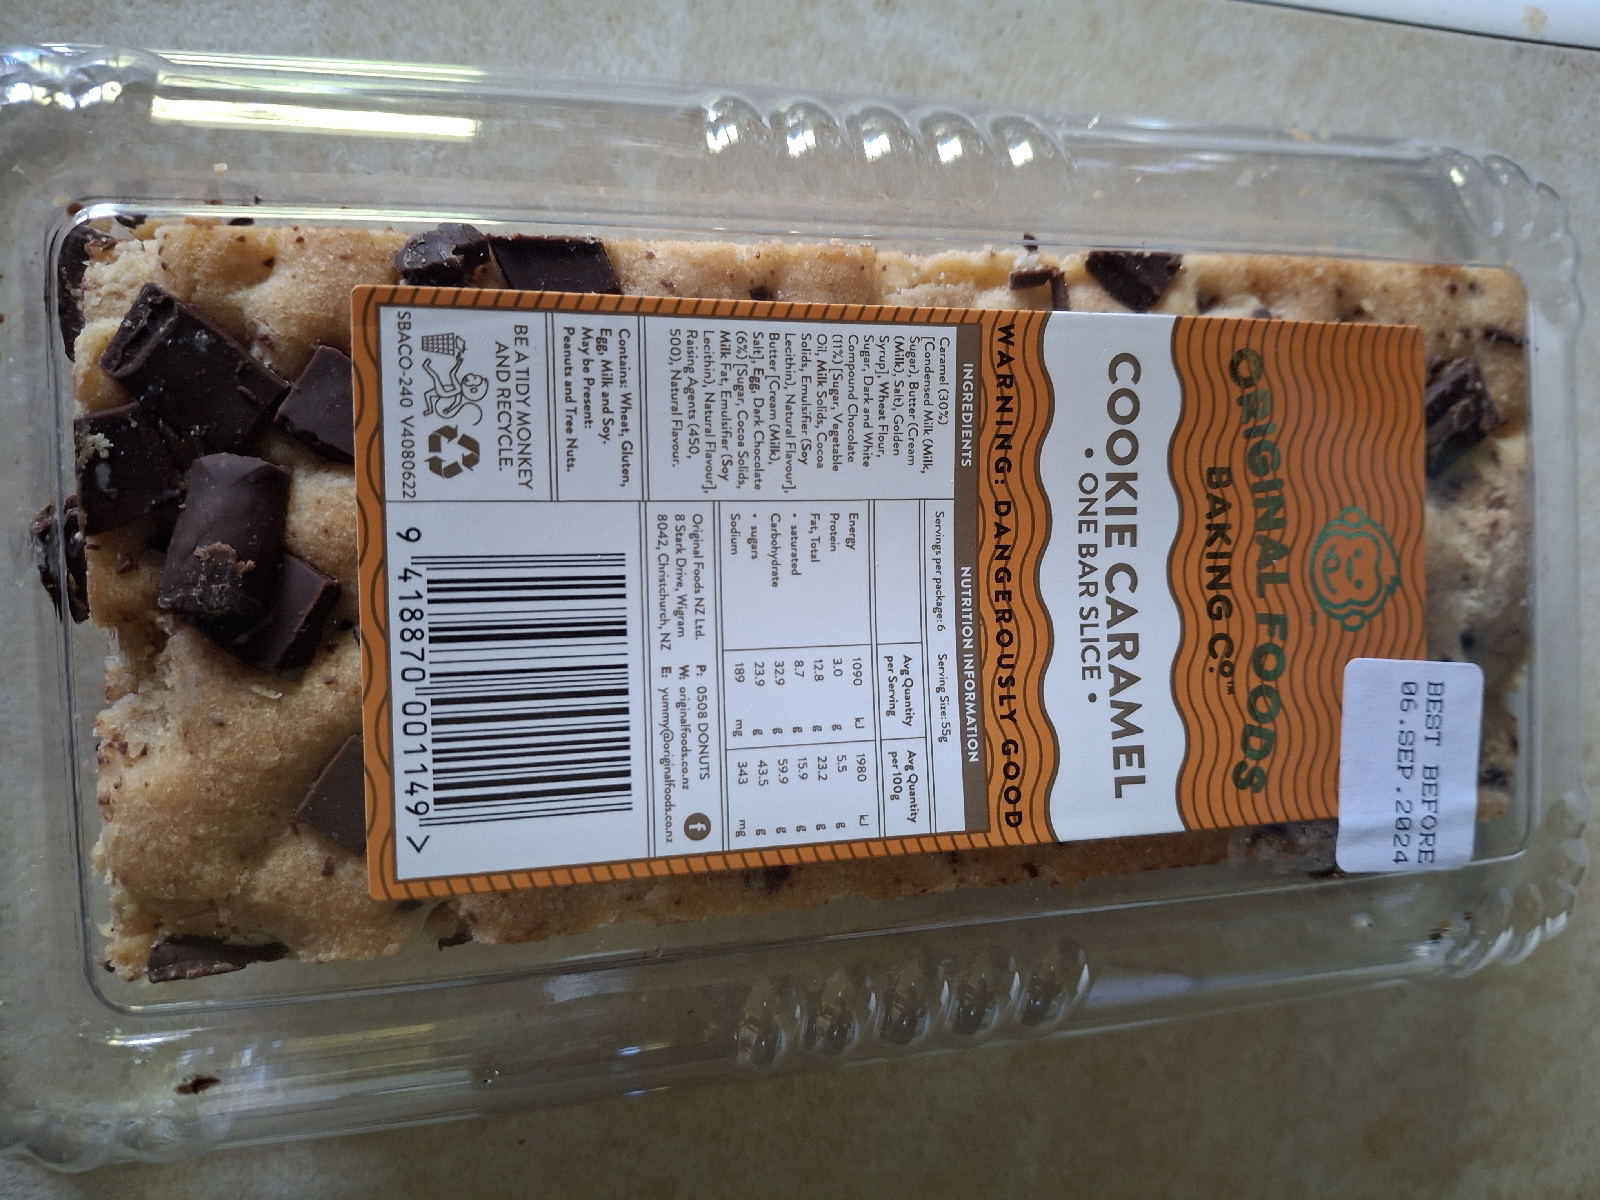 ORIGINAL FOODS
BAKING Co.™
BEST BEFORE
06.SEP.2024
COOKIE CARAMEL
• ONE BAR SLICE •
WARNING: DANGEROUSLY GOOD
INGREDIENTS
Caramel (30%)
[Condensed Milk (Milk,
Sugar), Butter (Cream
(Milk), Salt), Golden
Syrup], Wheat Flour,
Sugar, Dark and White
Compound Chocolate
(11%) [Sugar, Vegetable
Oil, Milk Solids, Cocoa
Solids, Emulsifier (Soy
Lecithin), Natural Flavour],
Butter [Cream (Milk),
Salt], Egg, Dark Chocolate
(6%) [Sugar, Cocoa Solids,
Milk Fat, Emulsifier (Soy
Lecithin), Natural Flavour],
Raising Agents (450,
500), Natural Flavour.
Contains: Wheat, Gluten,
Egg, Milk and Soy.
May be Present:
Peanuts and Tree Nuts.
BE A TIDY MONKEY
AND RECYCLE.
SBACO-240 V4080622
NUTRITION INFORMATION
Servings per package: 6 Serving Size: 55g
Avg Quantity per Serving Avg Quantity per 100g
Energy 1090 kJ 1980 kJ
Protein 3.0 g 5.5 g
Fat, Total 12.8 g 23.2 g
• saturated 8.7 g 15.9 g
Carbohydrate 32.9 g 59.9 g
• sugars 23.9 g 43.5 g
Sodium 189 mg 343 mg
Original Foods NZ Ltd. P: 0508 DONUTS
8 Stark Drive, Wigram W: originalfoods.co.nz
8042, Christchurch, NZ E: yummy@originalfoods.co.nz
f
9 418870 001149 >